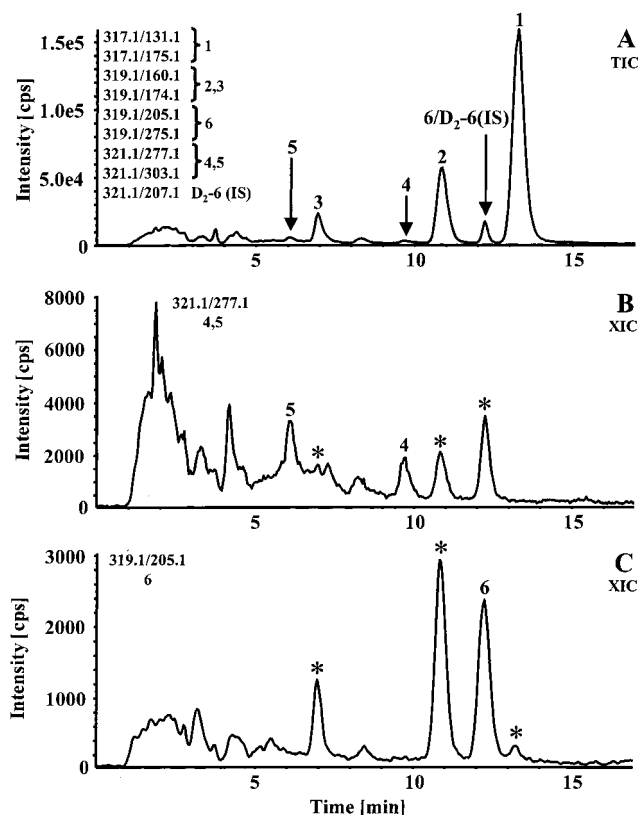 A
TIC
Intensity [cps]
1.5e5
1.0e5
5.0e4
0
317.1/131.1
317.1/175.1
1
319.1/160.1
319.1/174.1
2,3
319.1/205.1
319.1/275.1
6
321.1/277.1
321.1/303.1
4,5
321.1/207.1 D2-6 (IS)
5
3
4
2
6/D2-6(IS)
1
5 10 15
B
XIC
Intensity [cps]
8000
6000
4000
2000
0
321.1/277.1
4,5
5
*
4
*
*
5 10 15
C
XIC
Intensity [cps]
3000
2000
1000
0
319.1/205.1
6
*
*
6
*
5 10 15
Time [min]